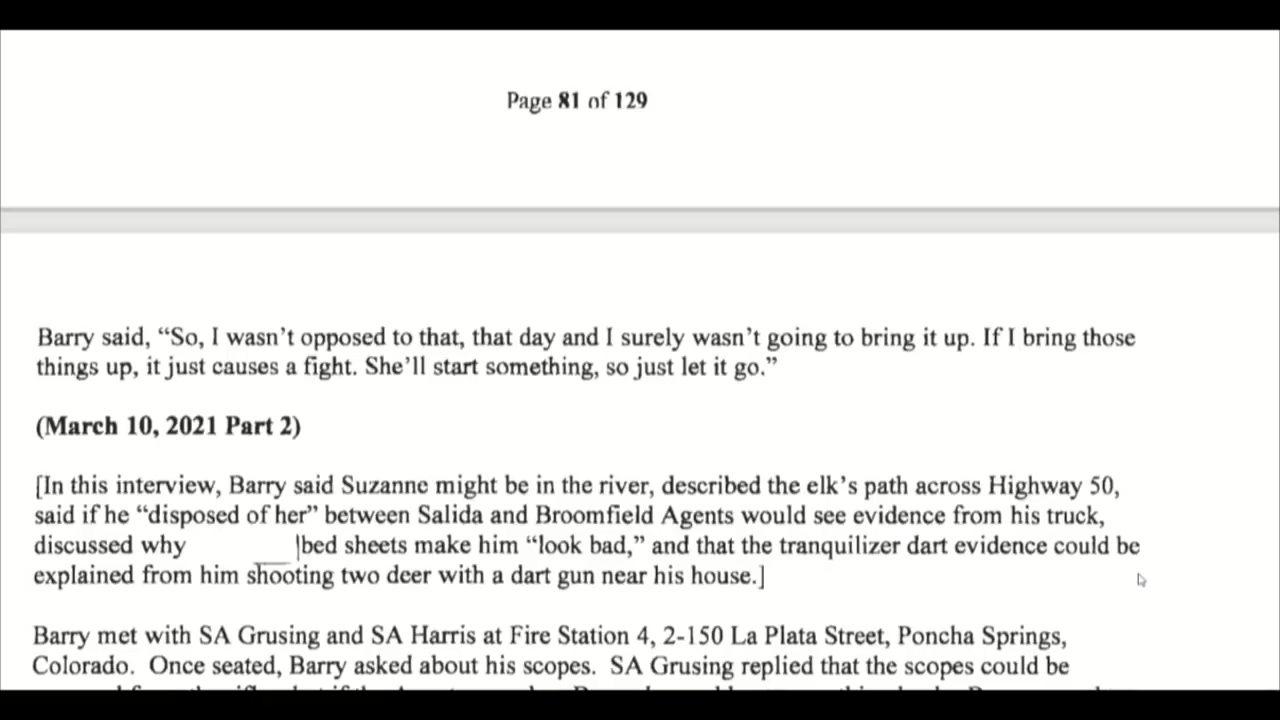 Page 81 of 129
Barry said, “So, I wasn’t opposed to that, that day and I surely wasn’t going to bring it up. If I bring those
things up, it just causes a fight. She’ll start something, so just let it go.”
(March 10, 2021 Part 2)
[In this interview, Barry said Suzanne might be in the river, described the elk’s path across Highway 50,
said if he “disposed of her” between Salida and Broomfield Agents would see evidence from his truck,
discussed why bed sheets make him “look bad,” and that the tranquilizer dart evidence could be
explained from him shooting two deer with a dart gun near his house.]
Barry met with SA Grusing and SA Harris at Fire Station 4, 2-150 La Plata Street, Poncha Springs,
Colorado. Once seated, Barry asked about his scopes. SA Grusing replied that the scopes could be